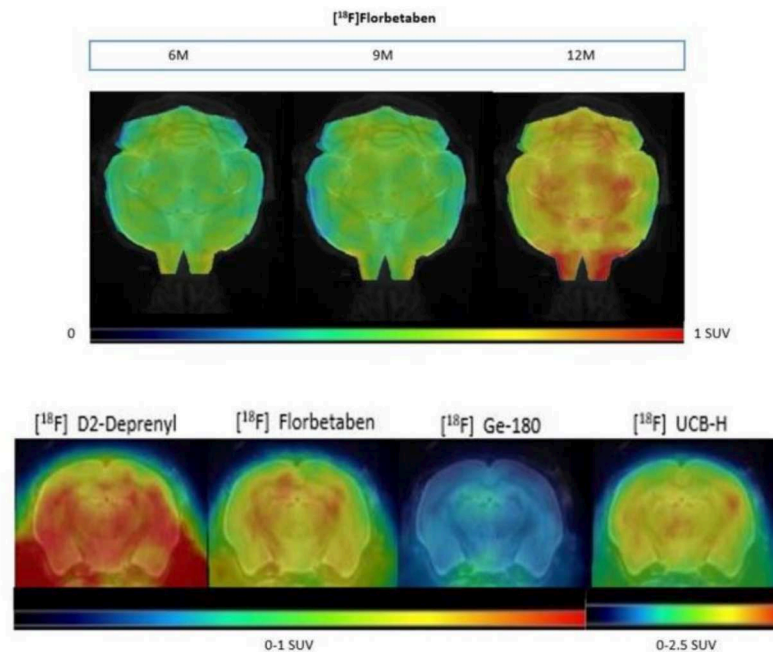 [¹⁸F]Florbetaben
6M 9M 12M
0 1 SUV
[¹⁸F] D2-Deprenyl [¹⁸F] Florbetaben [¹⁸F] Ge-180 [¹⁸F] UCB-H
0-1 SUV 0-2.5 SUV